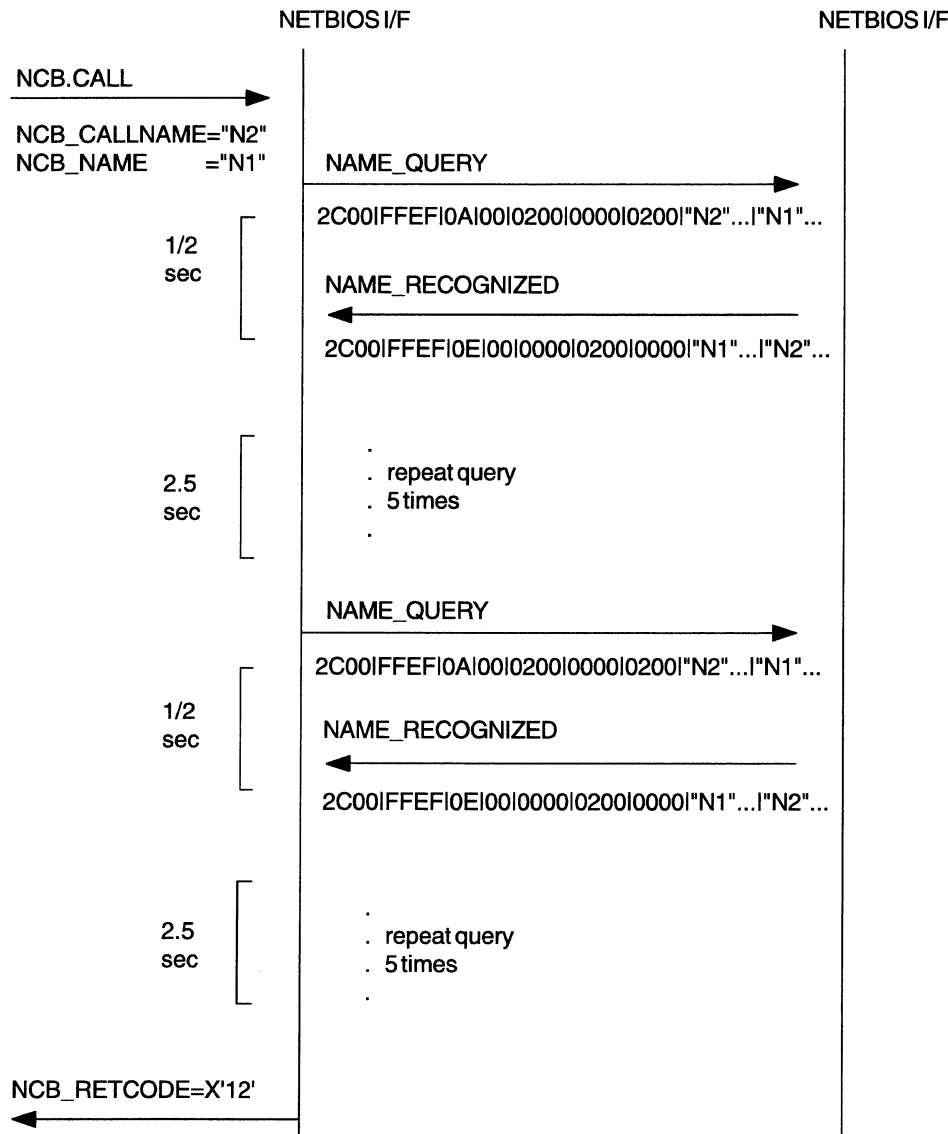 NETBIOS I/F NETBIOS I/F
NCB.CALL
NCB_CALLNAME="N2"
NCB_NAME ="N1"
NAME_QUERY
2C00|FFEF|0A|00|0200|0000|0200|"N2"...|"N1"...
1/2
sec
NAME_RECOGNIZED
2C00|FFEF|0E|00|0000|0200|0000|"N1"...|"N2"...
2.5
sec
.
. repeat query
. 5 times
.
NAME_QUERY
2C00|FFEF|0A|00|0200|0000|0200|"N2"...|"N1"...
1/2
sec
NAME_RECOGNIZED
2C00|FFEF|0E|00|0000|0200|0000|"N1"...|"N2"...
2.5
sec
.
. repeat query
. 5 times
.
NCB_RETCODE=X'12'